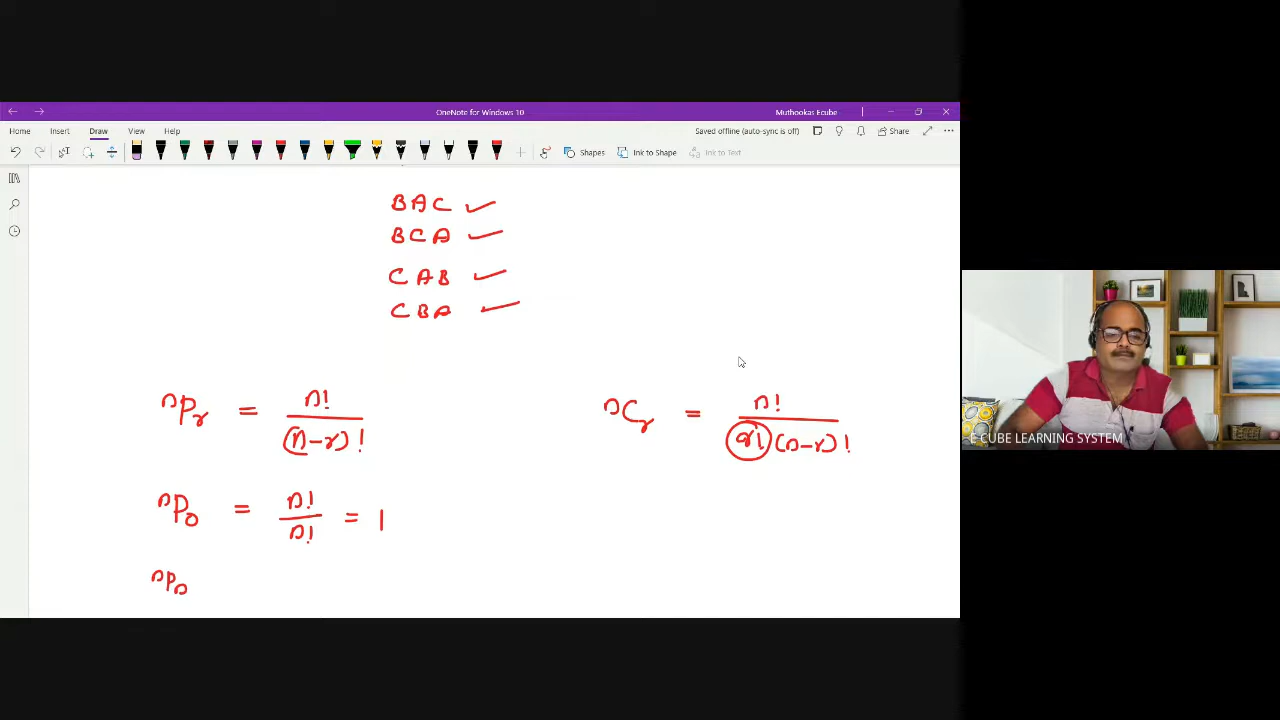 OneNote for Windows 10
Muthookas Ecube
Home Insert Draw View Help
Saved offline (auto-sync is off) Share
Shapes Ink to Shape Ink to Text
BAC ✓
BCA ✓
CAB ✓
CBA ✓
ⁿPᵣ = n! / (n-r)!
ⁿCᵣ = n! / r! (n-r)!
E CUBE LEARNING SYSTEM
ⁿP₀ = n! / n! = 1
ⁿPₙ